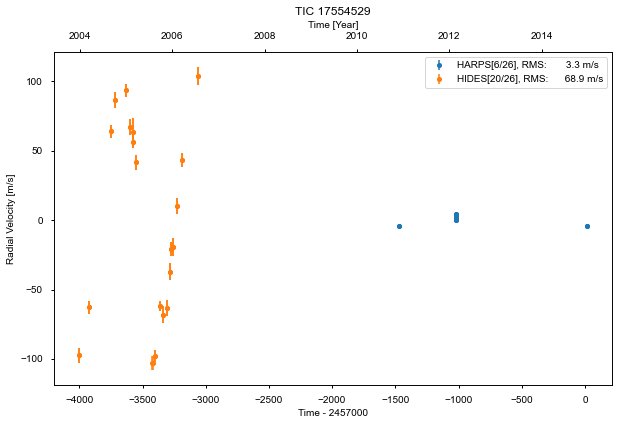 TIC 17554529
Time [Year]
2004 2006 2008 2010 2012 2014
HARPS[6/26], RMS: 3.3 m/s
HIDES[20/26], RMS: 68.9 m/s
Radial Velocity [m/s]
100
50
0
−50
−100
−4000 −3500 −3000 −2500 −2000 −1500 −1000 −500 0
Time - 2457000